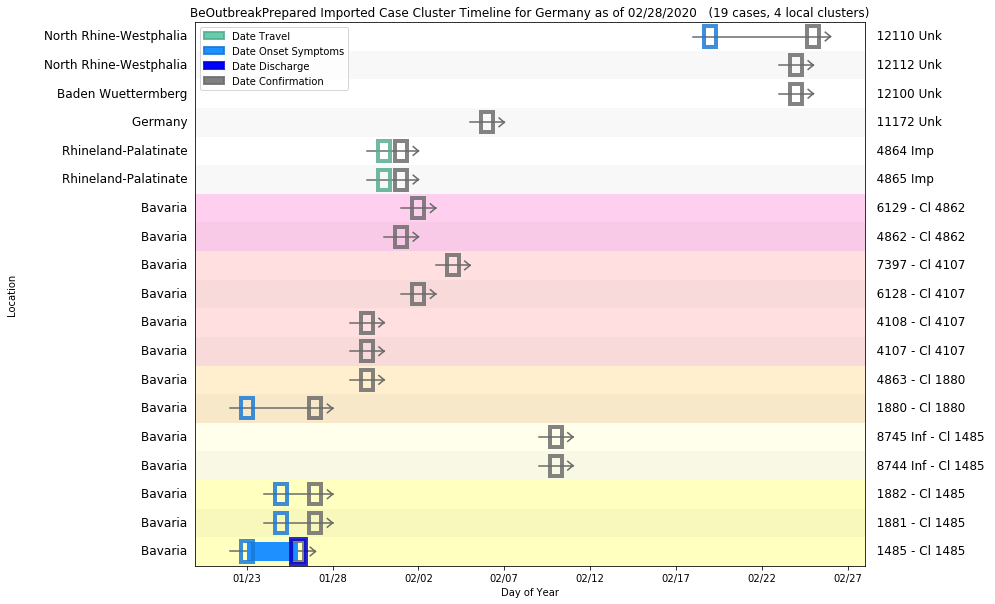 BeOutbreakPrepared Imported Case Cluster Timeline for Germany as of 02/28/2020   (19 cases, 4 local clusters)
Date Travel
Date Onset Symptoms
Date Discharge
Date Confirmation
North Rhine-Westphalia 12110 Unk
North Rhine-Westphalia 12112 Unk
Baden Wuettermberg 12100 Unk
Germany 11172 Unk
Rhineland-Palatinate 4864 Imp
Rhineland-Palatinate 4865 Imp
Bavaria 6129 - Cl 4862
Bavaria 4862 - Cl 4862
Bavaria 7397 - Cl 4107
Bavaria 6128 - Cl 4107
Bavaria 4108 - Cl 4107
Bavaria 4107 - Cl 4107
Bavaria 4863 - Cl 1880
Bavaria 1880 - Cl 1880
Bavaria 8745 Inf - Cl 1485
Bavaria 8744 Inf - Cl 1485
Bavaria 1882 - Cl 1485
Bavaria 1881 - Cl 1485
Bavaria 1485 - Cl 1485
Location
01/23 01/28 02/02 02/07 02/12 02/17 02/22 02/27
Day of Year